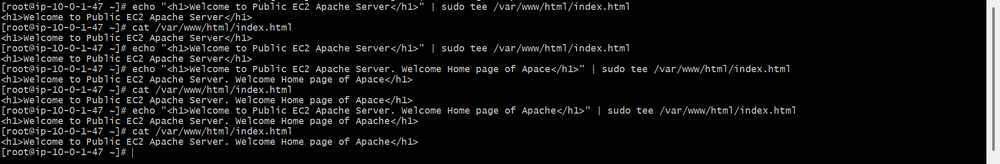 [root@ip-10-0-1-47 ~]# echo "<h1>Welcome to Public EC2 Apache Server</h1>" | sudo tee /var/www/html/index.html
<h1>Welcome to Public EC2 Apache Server</h1>
[root@ip-10-0-1-47 ~]# cat /var/www/html/index.html
<h1>Welcome to Public EC2 Apache Server</h1>
[root@ip-10-0-1-47 ~]# echo "<h1>Welcome to Public EC2 Apache Server</h1>" | sudo tee /var/www/html/index.html
<h1>Welcome to Public EC2 Apache Server</h1>
[root@ip-10-0-1-47 ~]# echo "<h1>Welcome to Public EC2 Apache Server. Welcome Home page of Apace</h1>" | sudo tee /var/www/html/index.html
<h1>Welcome to Public EC2 Apache Server. Welcome Home page of Apace</h1>
[root@ip-10-0-1-47 ~]# cat /var/www/html/index.html
<h1>Welcome to Public EC2 Apache Server. Welcome Home page of Apace</h1>
[root@ip-10-0-1-47 ~]# echo "<h1>Welcome to Public EC2 Apache Server. Welcome Home page of Apache</h1>" | sudo tee /var/www/html/index.html
<h1>Welcome to Public EC2 Apache Server. Welcome Home page of Apache</h1>
[root@ip-10-0-1-47 ~]# cat /var/www/html/index.html
<h1>Welcome to Public EC2 Apache Server. Welcome Home page of Apache</h1>
[root@ip-10-0-1-47 ~]#